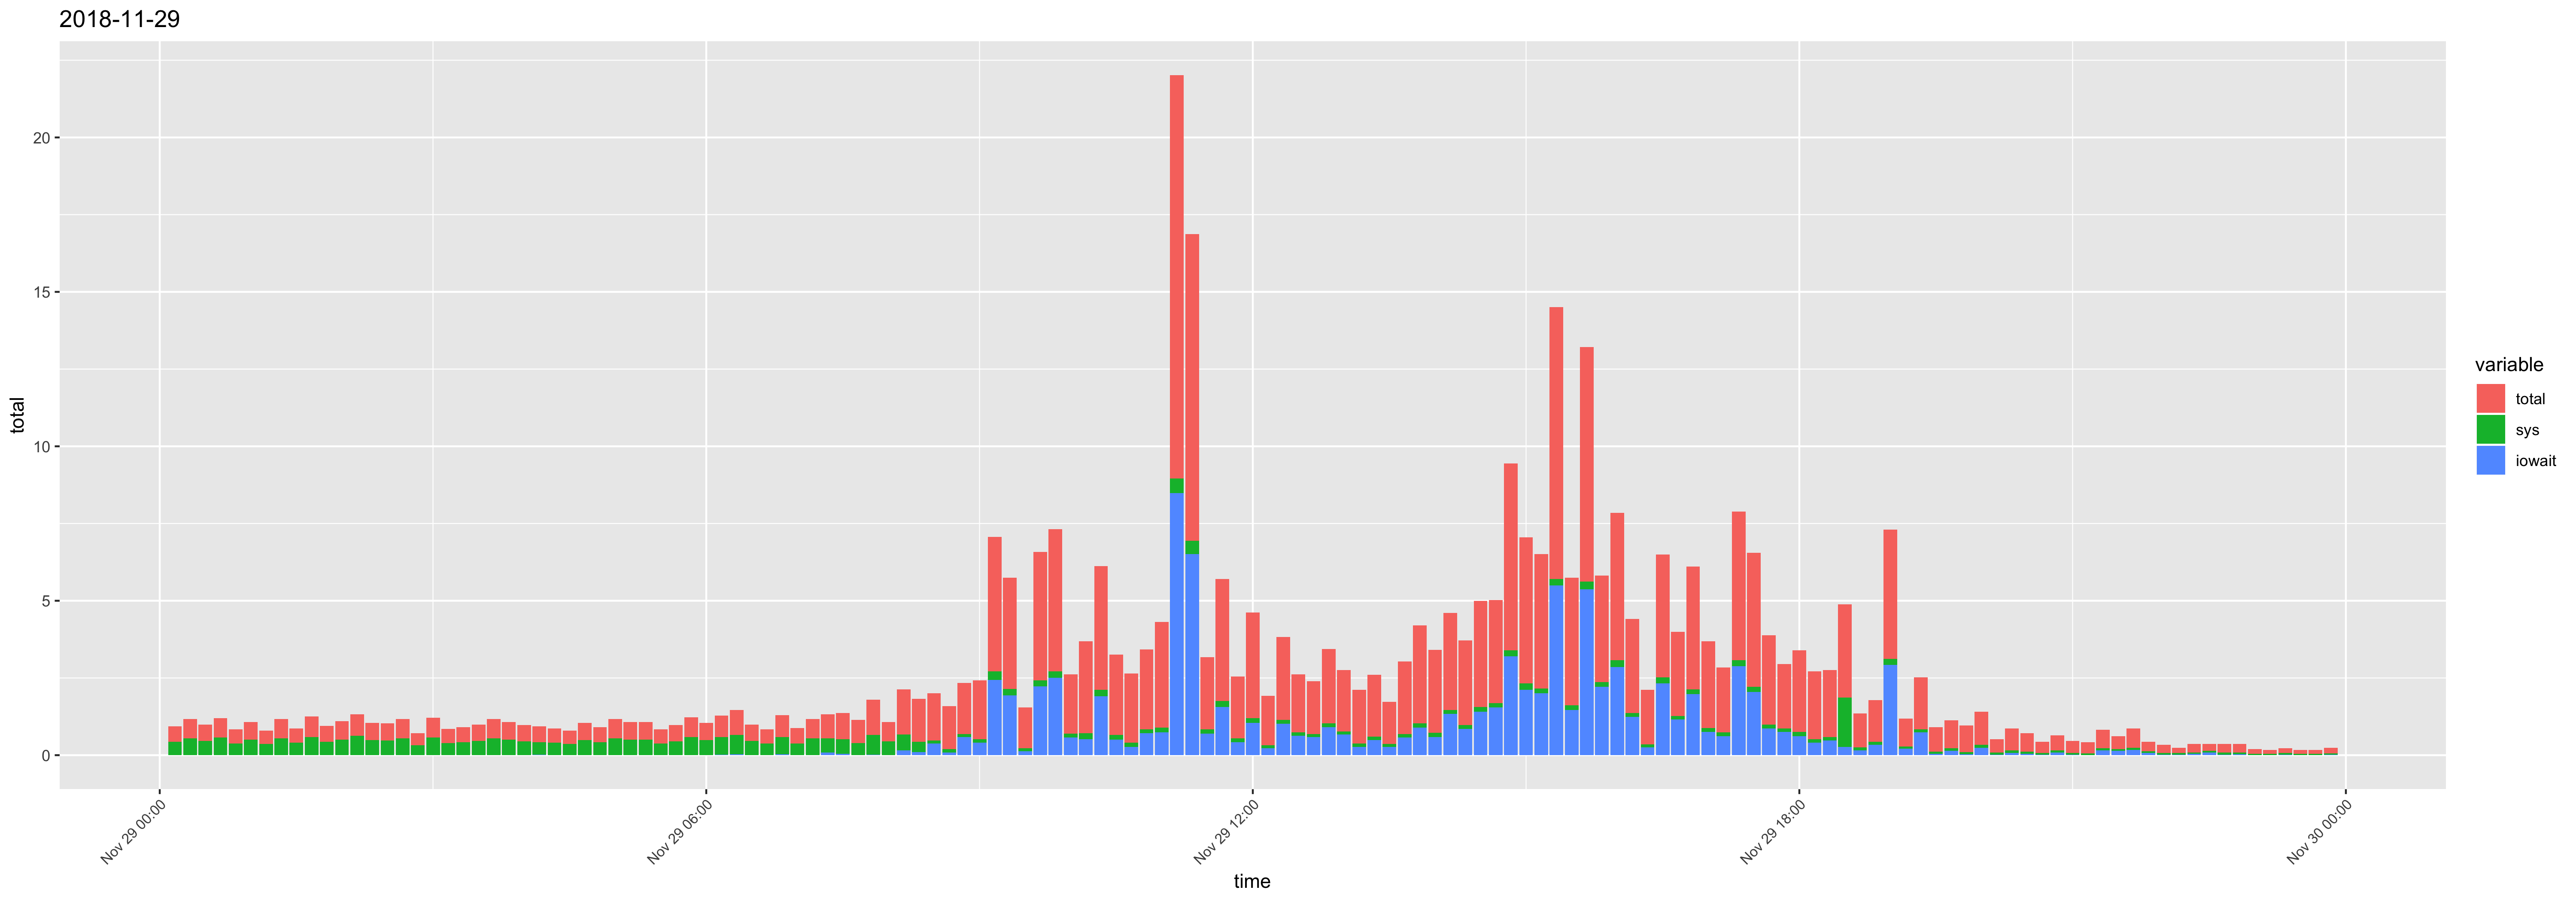 2018-11-29
20
15
10
5
0
total
Nov 29 00:00
Nov 29 06:00
Nov 29 12:00
Nov 29 18:00
Nov 30 00:00
time
variable
total
sys
iowait